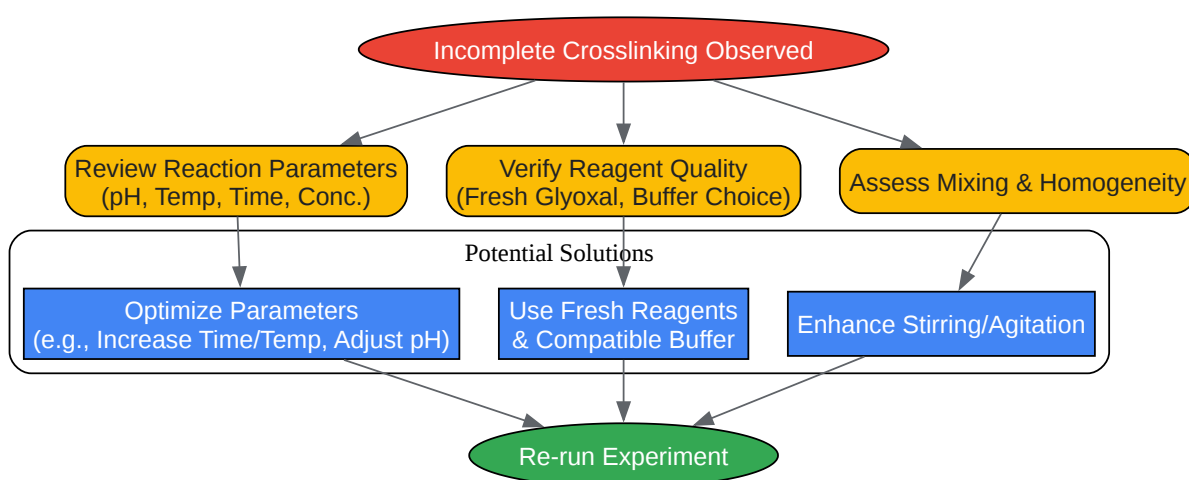 Incomplete Crosslinking Observed
Review Reaction Parameters
(pH, Temp, Time, Conc.)
Verify Reagent Quality
(Fresh Glyoxal, Buffer Choice)
Assess Mixing & Homogeneity
Potential Solutions
Optimize Parameters
(e.g., Increase Time/Temp, Adjust pH)
Use Fresh Reagents
& Compatible Buffer
Enhance Stirring/Agitation
Re-run Experiment